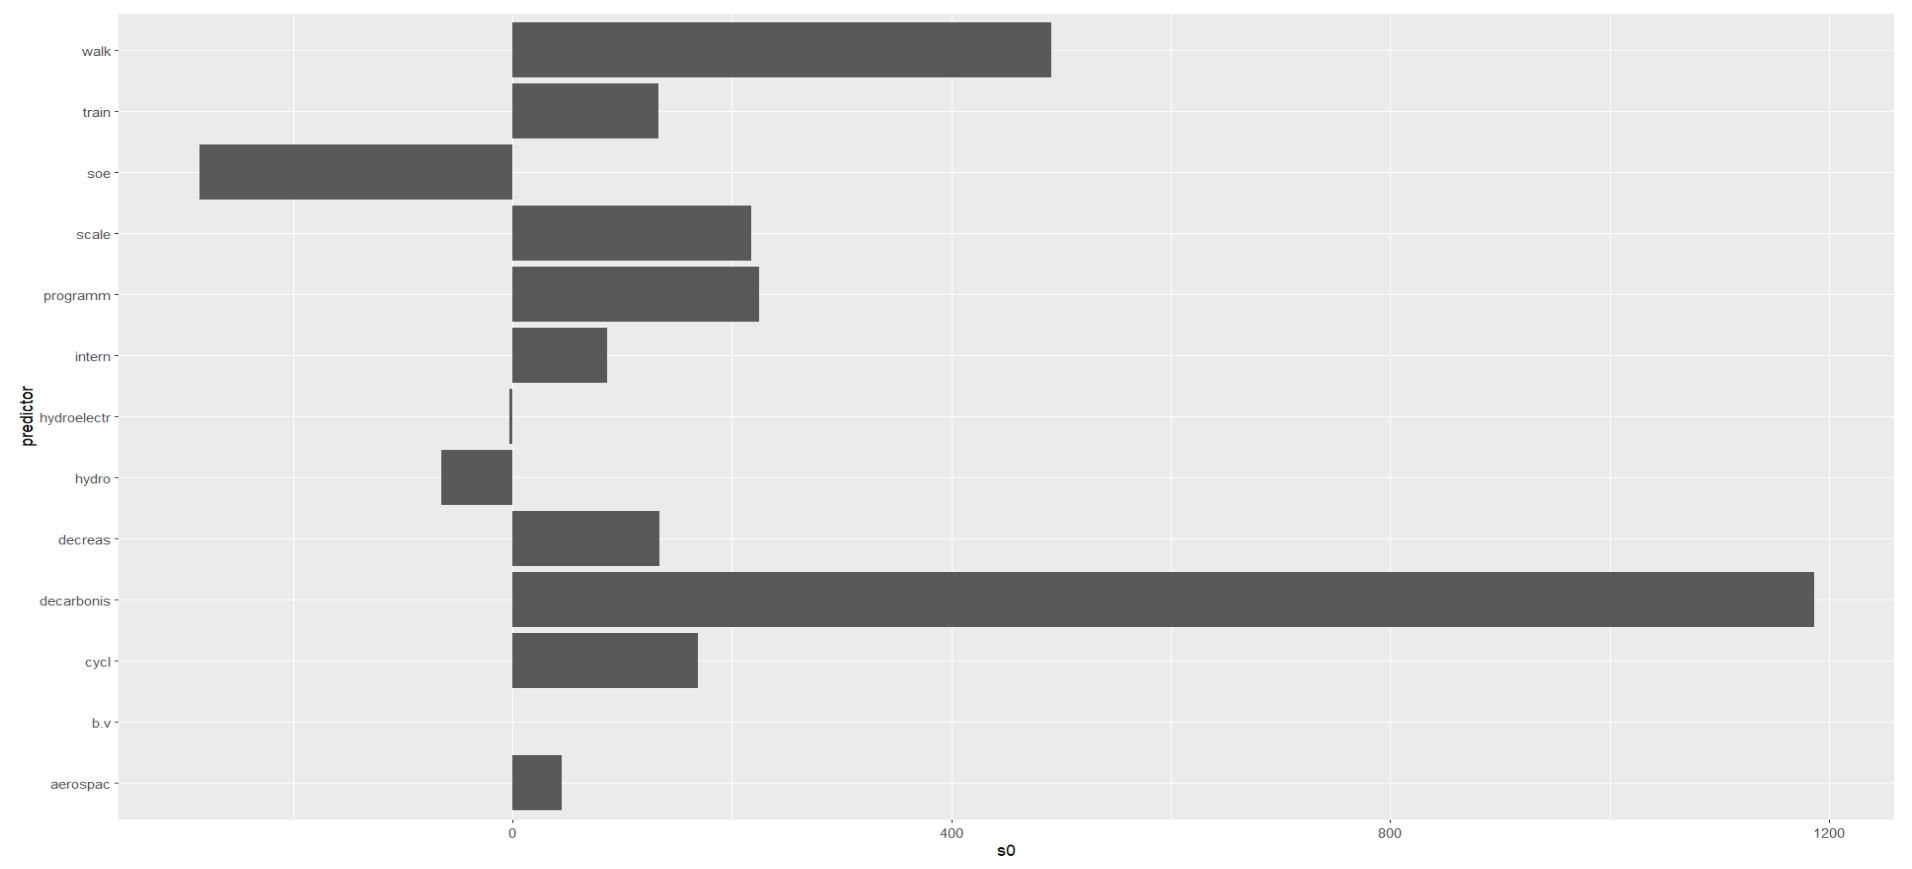 walk
train
soe
scale
programm
intern
hydroelectr
hydro
decreas
decarbonis
cycl
b.v
aerospac
predictor
0 400 800 1200
s0